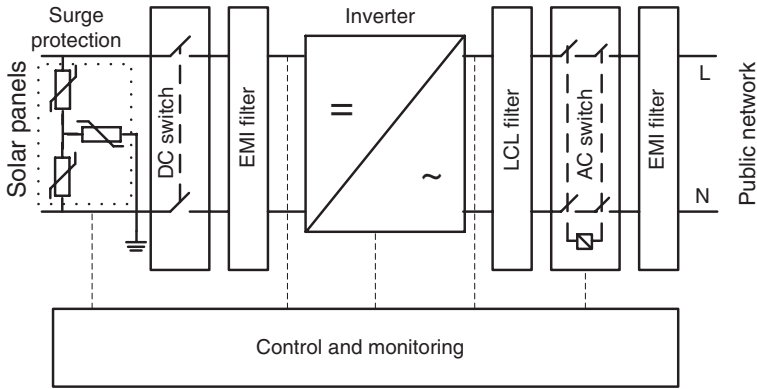 Surge
protection
Inverter
Solar panels
DC switch
EMI filter
=
~
LCL filter
AC switch
EMI filter
L
N
Public network
Control and monitoring